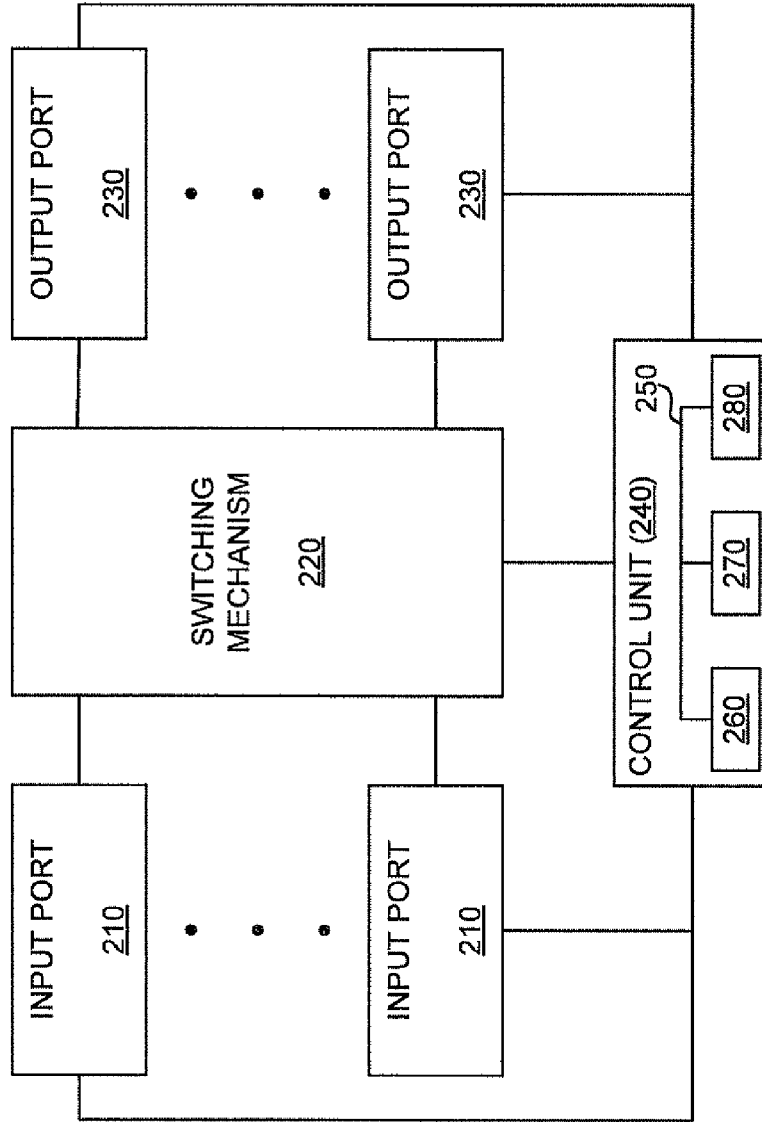 INPUT PORT
210
INPUT PORT
210
SWITCHING
MECHANISM
220
OUTPUT PORT
230
OUTPUT PORT
230
CONTROL UNIT (240)
250
260
270
280